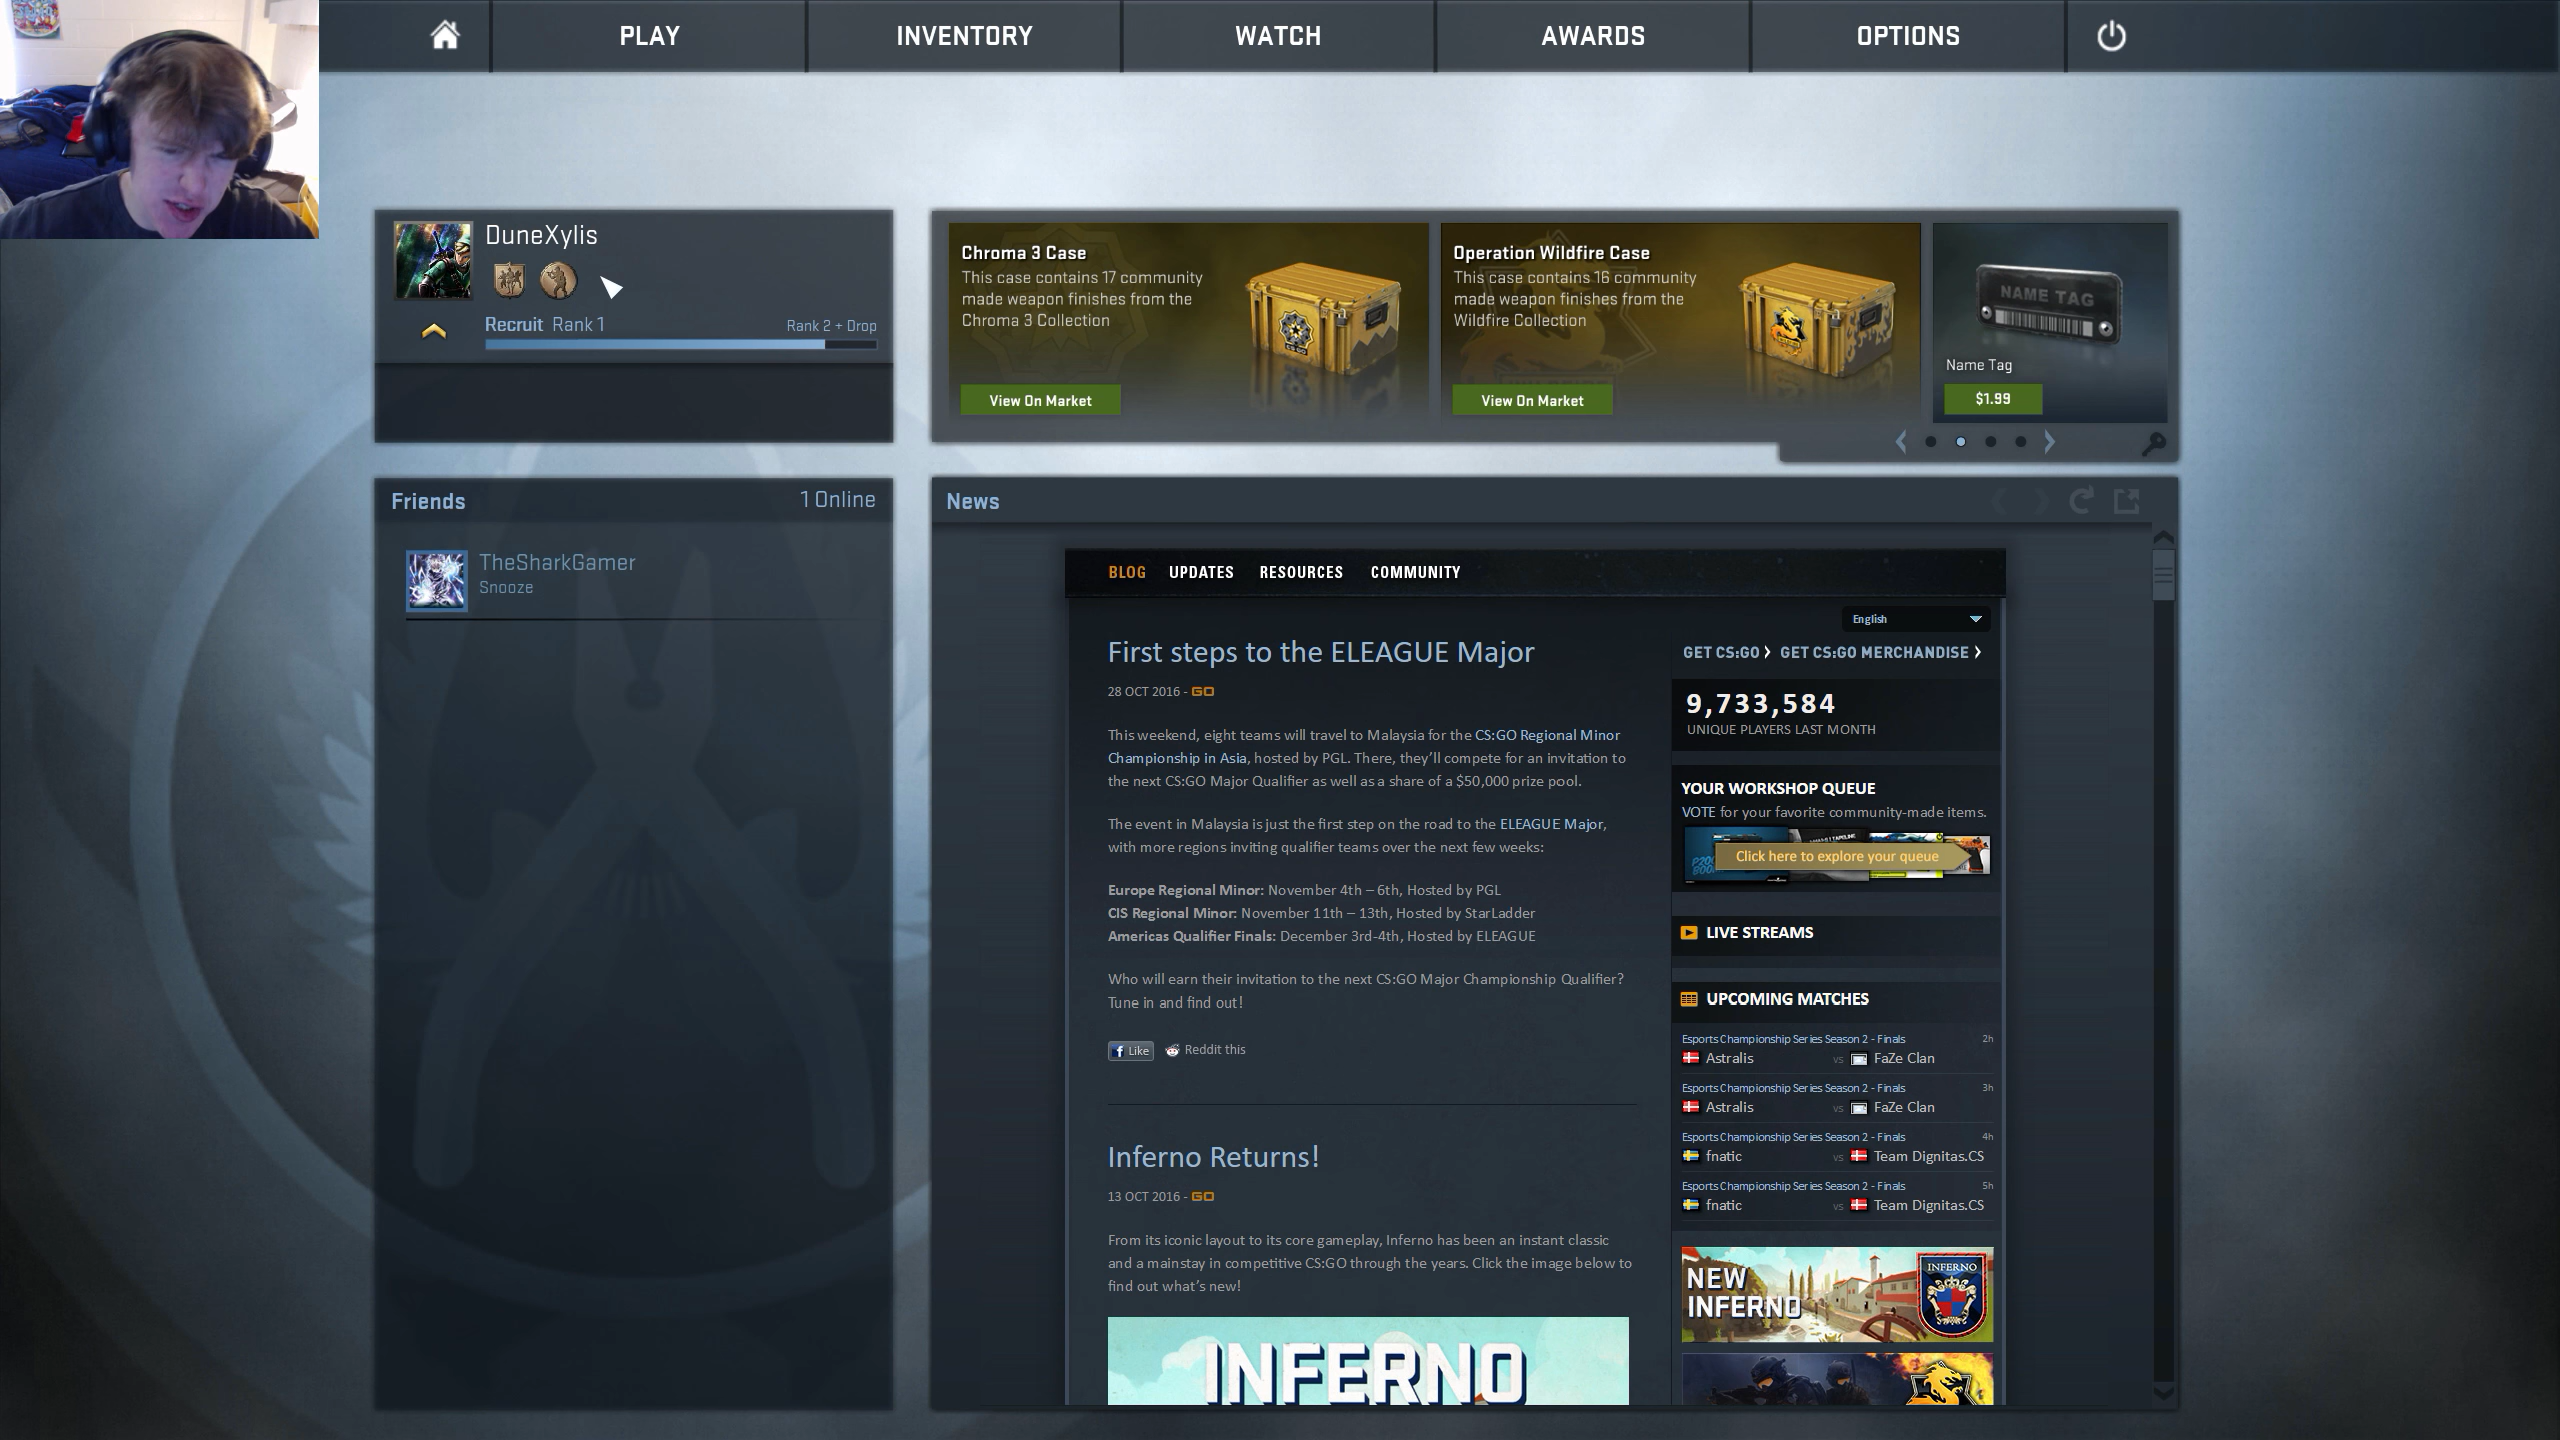 PLAY
INVENTORY
WATCH
AWARDS
OPTIONS
DuneXylis
Recruit Rank 1
Rank 2 + Drop
Chroma 3 Case
This case contains 17 community
made weapon finishes from the
Chroma 3 Collection
View On Market
Operation Wildfire Case
This case contains 16 community
made weapon finishes from the
Wildfire Collection
View On Market
NAME TAG
Name Tag
$1.99
Friends
1 Online
TheSharkGamer
Snooze
News
BLOG
UPDATES
RESOURCES
COMMUNITY
English
First steps to the ELEAGUE Major
28 OCT 2016 - GO
This weekend, eight teams will travel to Malaysia for the CS:GO Regional Minor
Championship in Asia, hosted by PGL. There, they'll compete for an invitation to
the next CS:GO Major Qualifier as well as a share of a $50,000 prize pool.
The event in Malaysia is just the first step on the road to the ELEAGUE Major,
with more regions inviting qualifier teams over the next few weeks:
Europe Regional Minor: November 4th – 6th, Hosted by PGL
CIS Regional Minor: November 11th – 13th, Hosted by StarLadder
Americas Qualifier Finals: December 3rd-4th, Hosted by ELEAGUE
Who will earn their invitation to the next CS:GO Major Championship Qualifier?
Tune in and find out!
Like
Reddit this
Inferno Returns!
13 OCT 2016 - GO
From its iconic layout to its core gameplay, Inferno has been an instant classic
and a mainstay in competitive CS:GO through the years. Click the image below to
find out what's new!
INFERNO
GET CS:GO
GET CS:GO MERCHANDISE
9,733,584
UNIQUE PLAYERS LAST MONTH
YOUR WORKSHOP QUEUE
VOTE for your favorite community-made items.
Click here to explore your queue
LIVE STREAMS
UPCOMING MATCHES
Esports Championship Series Season 2 - Finals 2h
Astralis vs FaZe Clan
Esports Championship Series Season 2 - Finals 3h
Astralis vs FaZe Clan
Esports Championship Series Season 2 - Finals 4h
fnatic vs Team Dignitas.CS
Esports Championship Series Season 2 - Finals 5h
fnatic vs Team Dignitas.CS
NEW
INFERNO
INFERNO